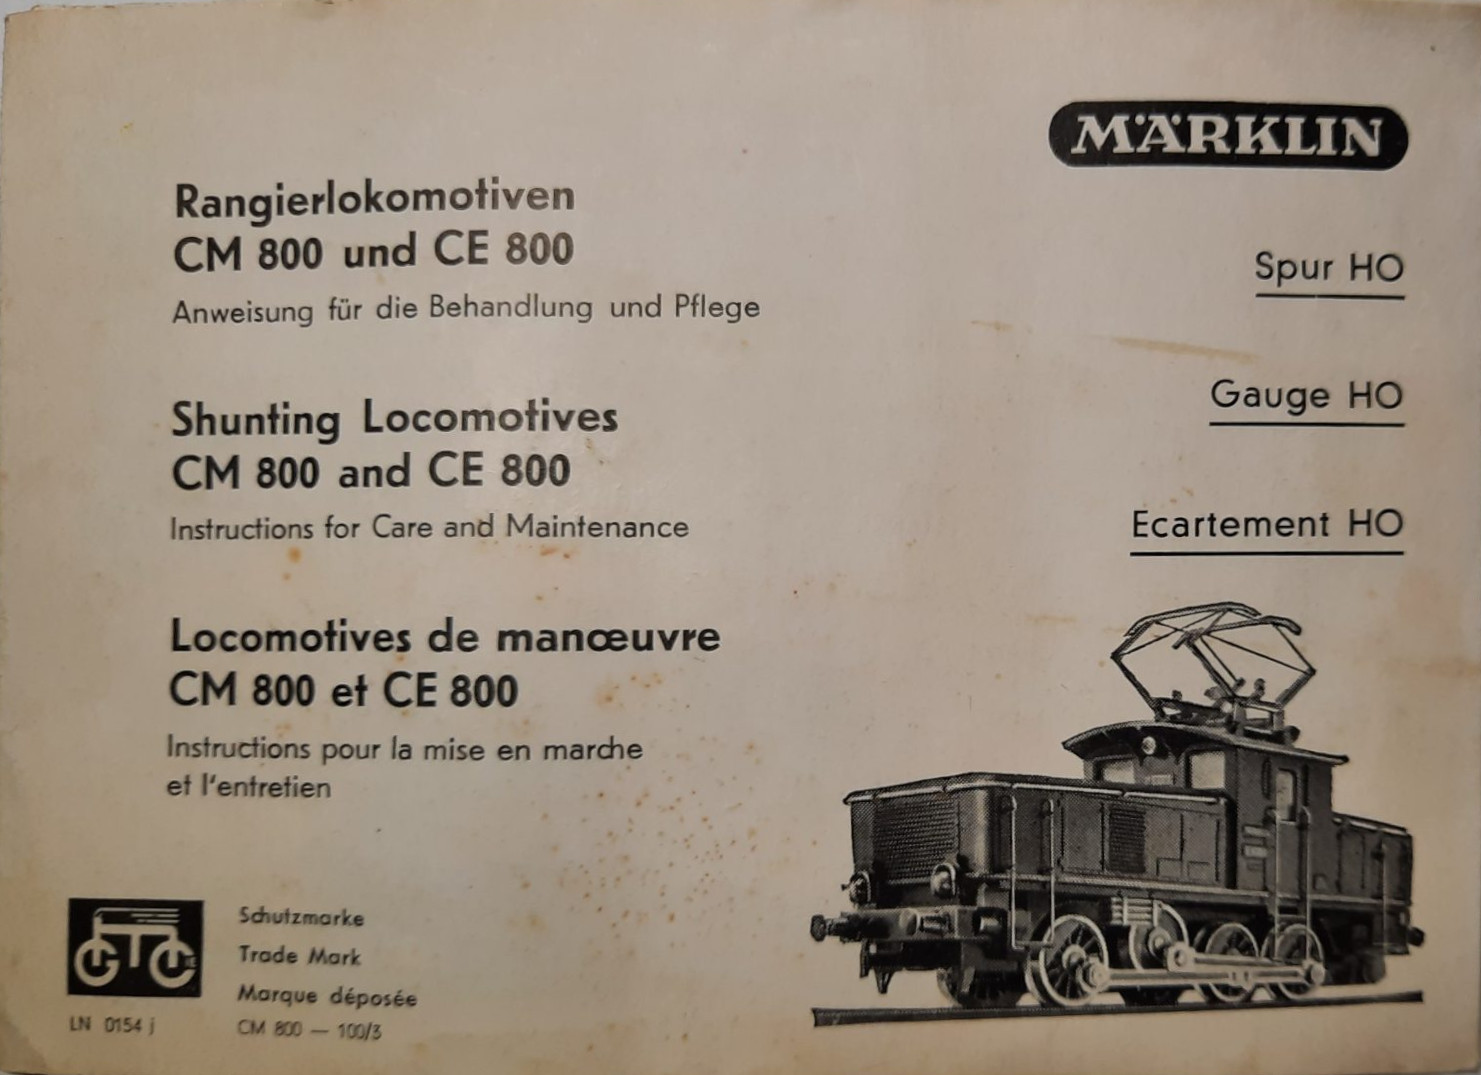 MÄRKLIN
Rangierlokomotiven
CM 800 und CE 800
Anweisung für die Behandlung und Pflege
Spur HO
Shunting Locomotives
CM 800 and CE 800
Instructions for Care and Maintenance
Gauge HO
Ecartement HO
Locomotives de manœuvre
CM 800 et CE 800
Instructions pour la mise en marche
et l'entretien
Schutzmarke
Trade Mark
Marque déposée
LN 0154 j
CM 800 — 100/3